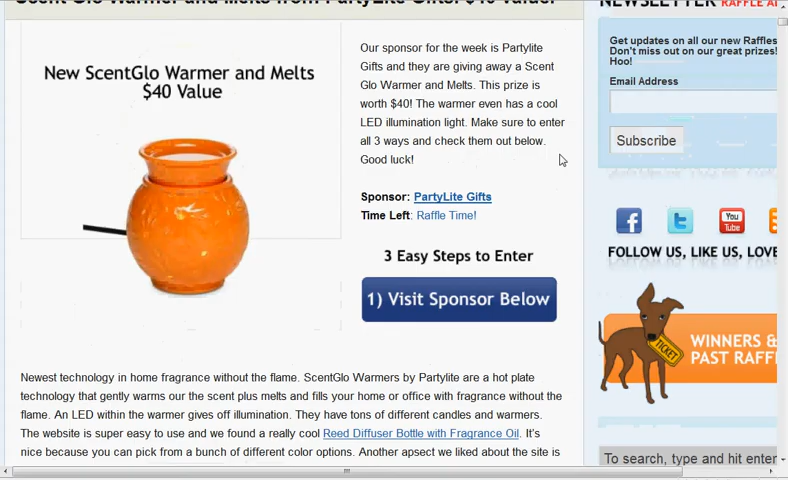 Scent Glo Warmer and Melts from PartyLite Gifts! $40 Value!
New ScentGlo Warmer and Melts
$40 Value
Our sponsor for the week is Partylite
Gifts and they are giving away a Scent
Glo Warmer and Melts. This prize is
worth $40! The warmer even has a cool
LED illumination light. Make sure to enter
all 3 ways and check them out below.
Good luck!
Sponsor: PartyLite Gifts
Time Left: Raffle Time!
3 Easy Steps to Enter
1) Visit Sponsor Below
Newest technology in home fragrance without the flame. ScentGlo Warmers by Partylite are a hot plate
technology that gently warms our the scent plus melts and fills your home or office with fragrance without the
flame. An LED within the warmer gives off illumination. They have tons of different candles and warmers.
The website is super easy to use and we found a really cool Reed Diffuser Bottle with Fragrance Oil. It's
nice because you can pick from a bunch of different color options. Another apsect we liked about the site is
NEWSLETTER RAFFLE
Get updates on all our new Raffles
Don't miss out on our great prizes!
Hoo!
Email Address
Subscribe
You
Tube
FOLLOW US, LIKE US, LOVE
TICKET
WINNERS &
PAST RAFF
To search, type and hit enter